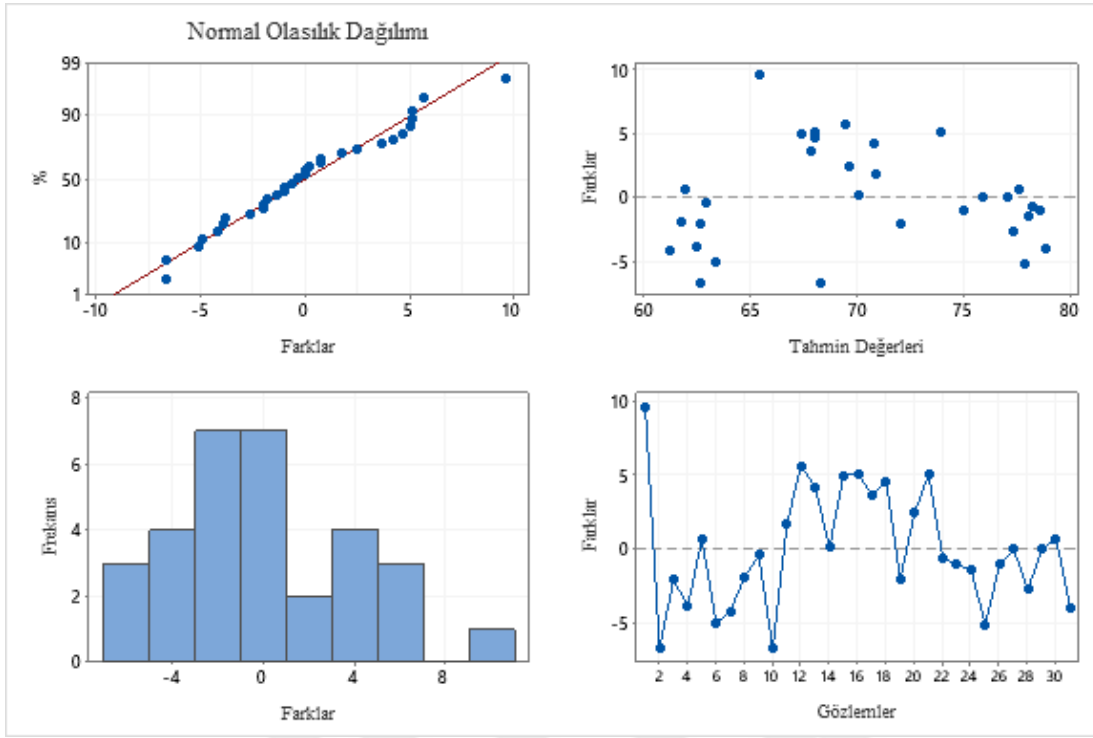 Normal Olasılık Dağılımı
99
90
%
50
10
1
-10 -5 0 5 10
Farklar
10
5
Farklar
0
-5
60 65 70 75 80
Tahmin Değerleri
8
6
Frekans
4
2
0
-4 0 4 8
Farklar
10
5
Farklar
0
-5
2 4 6 8 10 12 14 16 18 20 22 24 26 28 30
Gözlemler